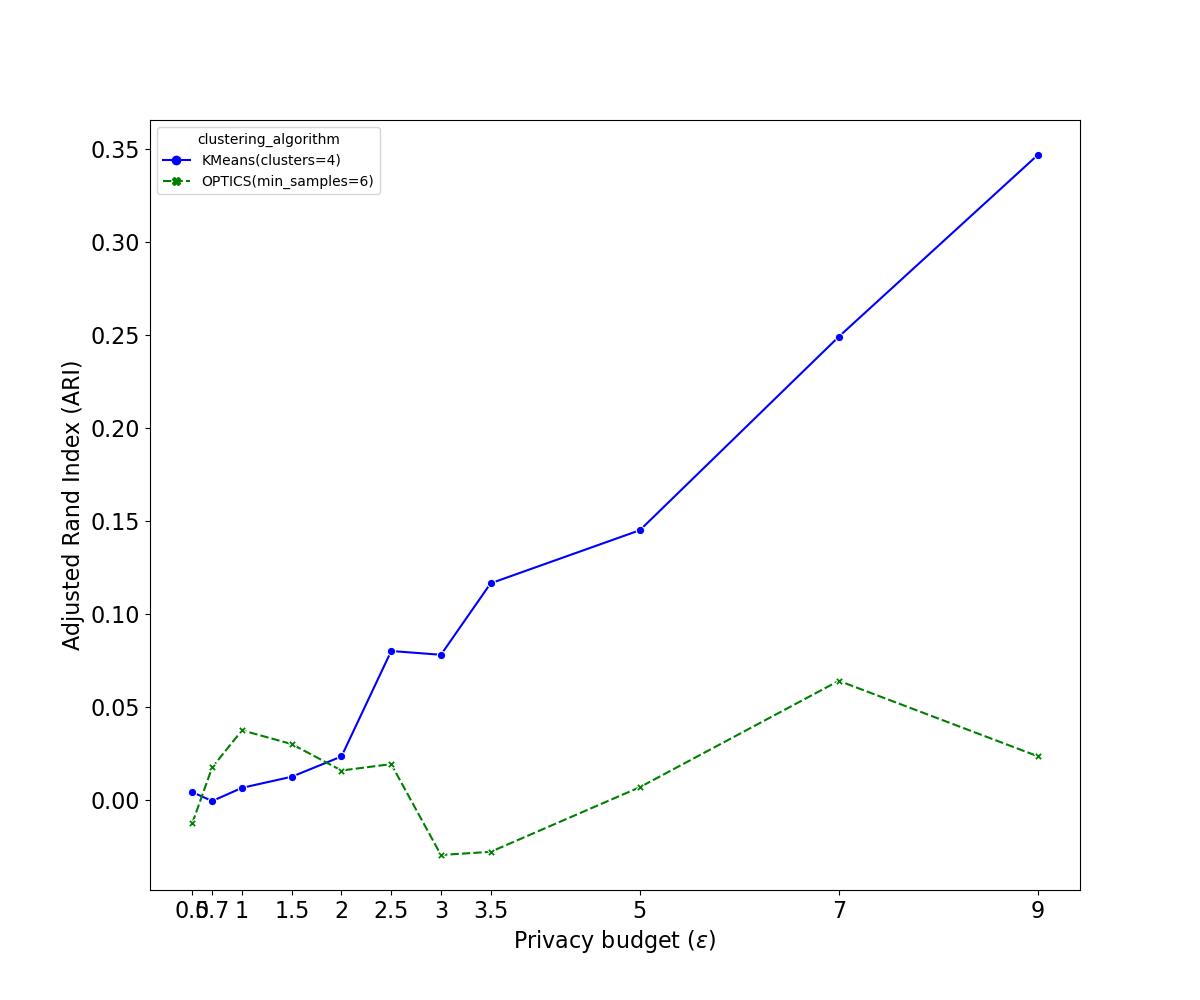 clustering_algorithm
KMeans(clusters=4)
OPTICS(min_samples=6)
0.35
0.30
0.25
0.20
0.15
0.10
0.05
0.00
Adjusted Rand Index (ARI)
0.5 0.7 1 1.5 2 2.5 3 3.5 5 7 9
Privacy budget (ε)